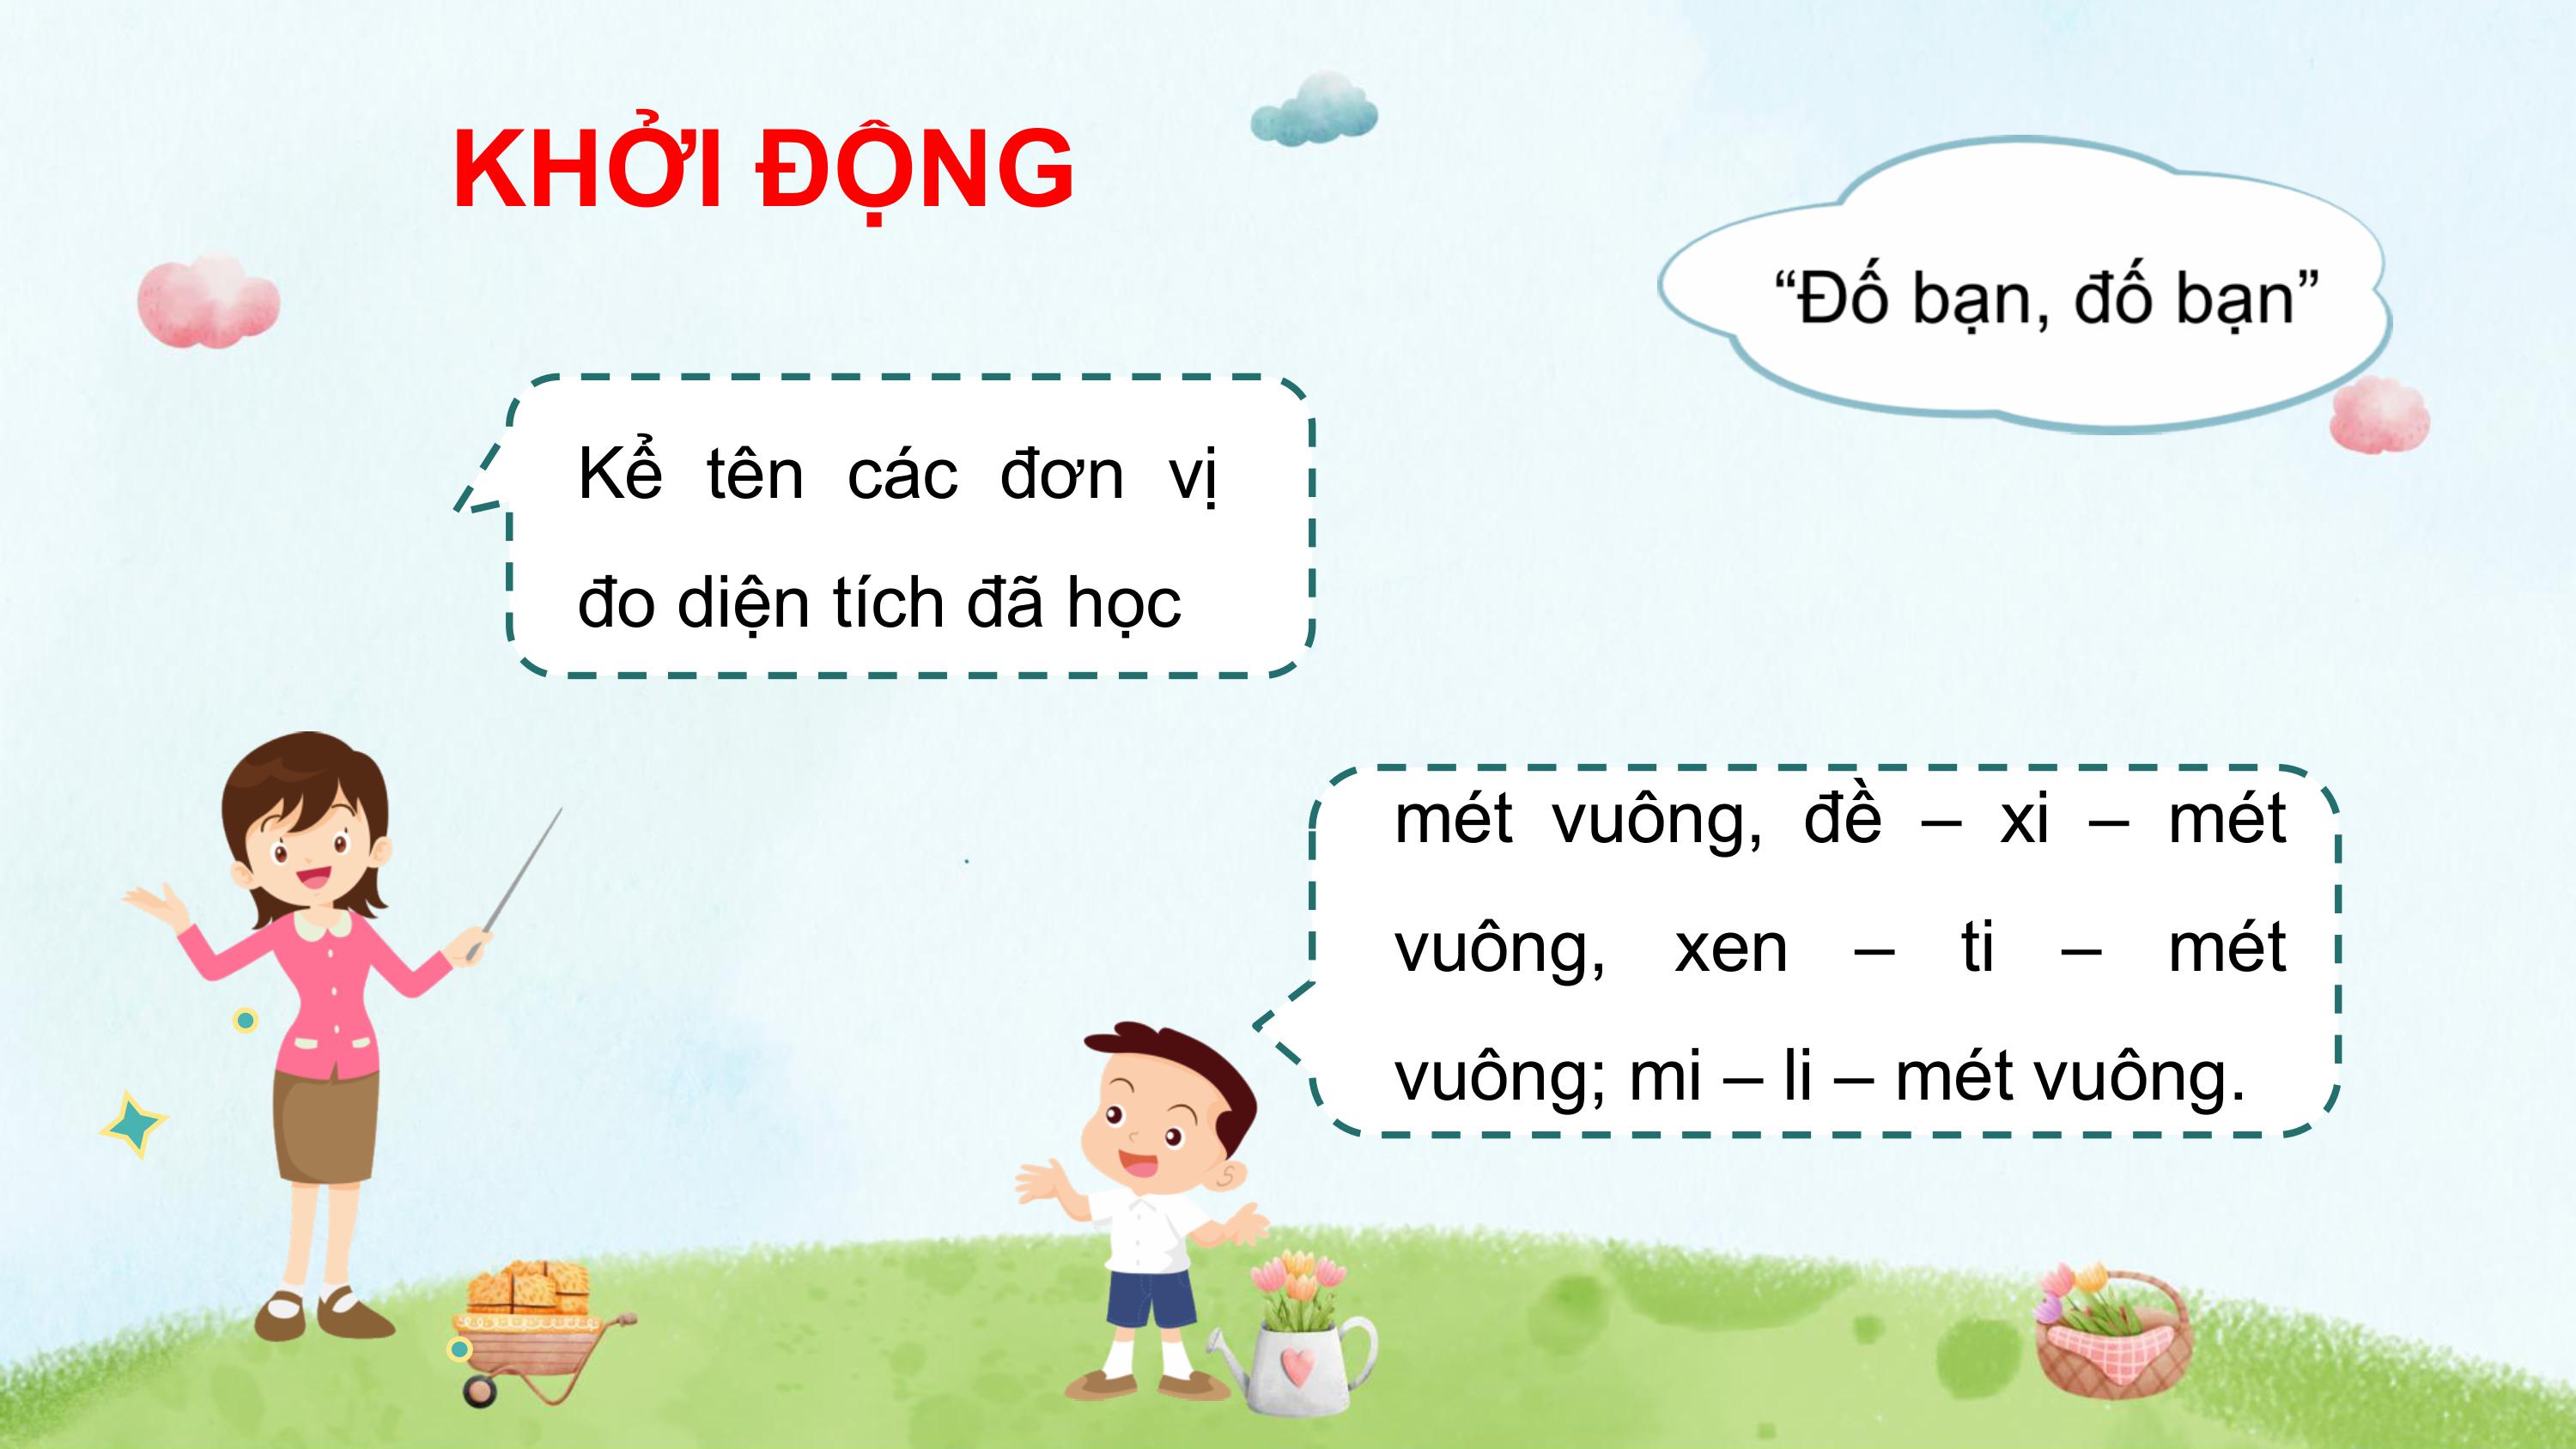 KHỞI ĐỘNG
“Đố bạn, đố bạn”
Kể tên các đơn vị
đo diện tích đã học
mét vuông, đề – xi – mét
vuông, xen – ti – mét
vuông; mi – li – mét vuông.